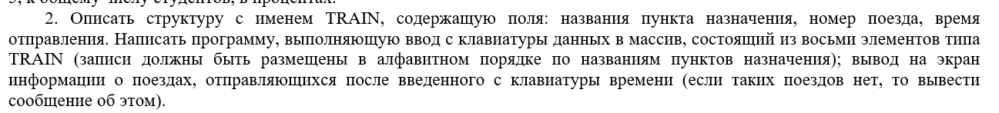 5, к общему числу студентов, в процентах.
2. Описать структуру с именем TRAIN, содержащую поля: названия пункта назначения, номер поезда, время
отправления. Написать программу, выполняющую ввод с клавиатуры данных в массив, состоящий из восьми элементов типа
TRAIN (записи должны быть размещены в алфавитном порядке по названиям пунктов назначения); вывод на экран
информации о поездах, отправляющихся после введенного с клавиатуры времени (если таких поездов нет, то вывести
сообщение об этом).